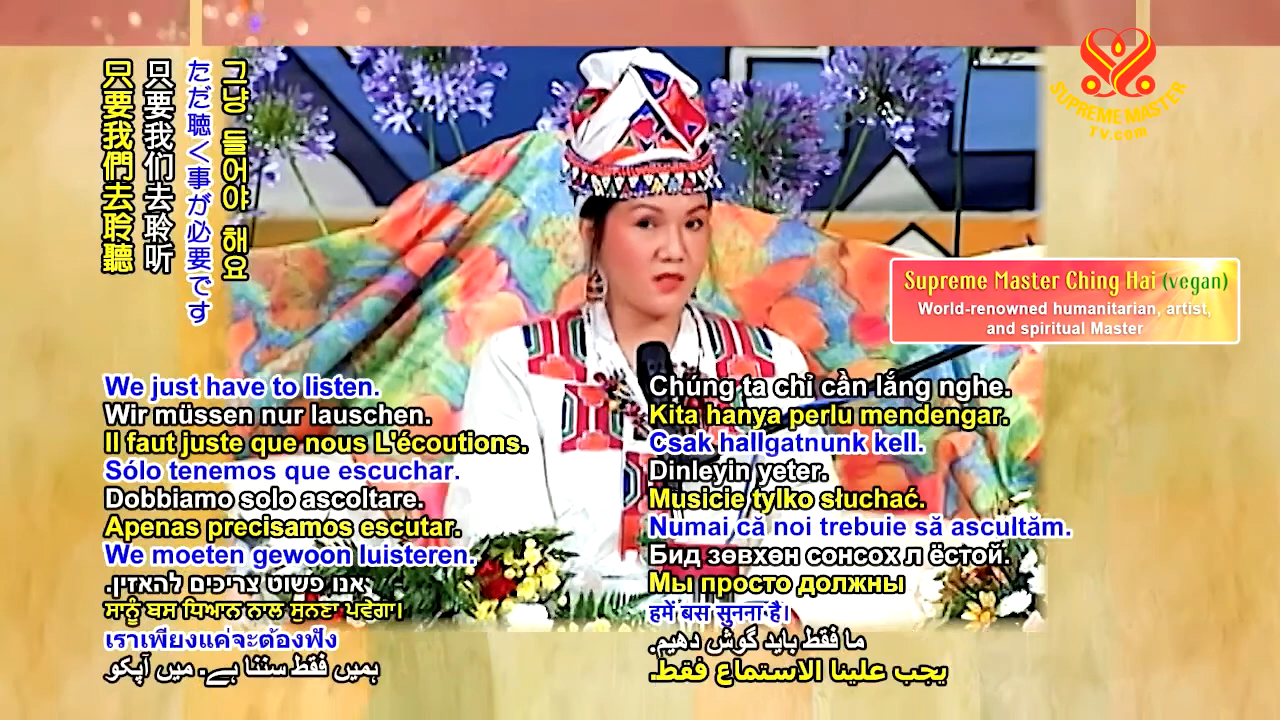 只要我們去聆聽
只要我们去聆听
ただ聴く事が必要です
그냥 들어야 해요
SUPREME MASTER
TV.com
Supreme Master Ching Hai (vegan)
World-renowned humanitarian, artist,
and spiritual Master
We just have to listen.
Wir müssen nur lauschen.
Il faut juste que nous L'écoutions.
Sólo tenemos que escuchar.
Dobbiamo solo ascoltare.
Apenas precisamos escutar.
We moeten gewoon luisteren.
אנו פשוט צריכים להאזין.
ਸਾਨੂੰ ਬਸ ਧਿਆਨ ਨਾਲ ਸੁਨਣਾ ਪਵੇਗਾ।
เราเพียงแค่จะต้องฟัง
ہمیں فقط سننا ہے۔ میں آپکو
Chúng ta chỉ cần lắng nghe.
Kita hanya perlu mendengar.
Csak hallgatnunk kell.
Dinleyin yeter.
Musicie tylko słuchać.
Numai că noi trebuie să ascultăm.
Бид зөвхөн сонсох л ёстой.
Мы просто должны
हमें बस सुनना है।
ما فقط باید گوش دهیم.
يجب علينا الاستماع فقط